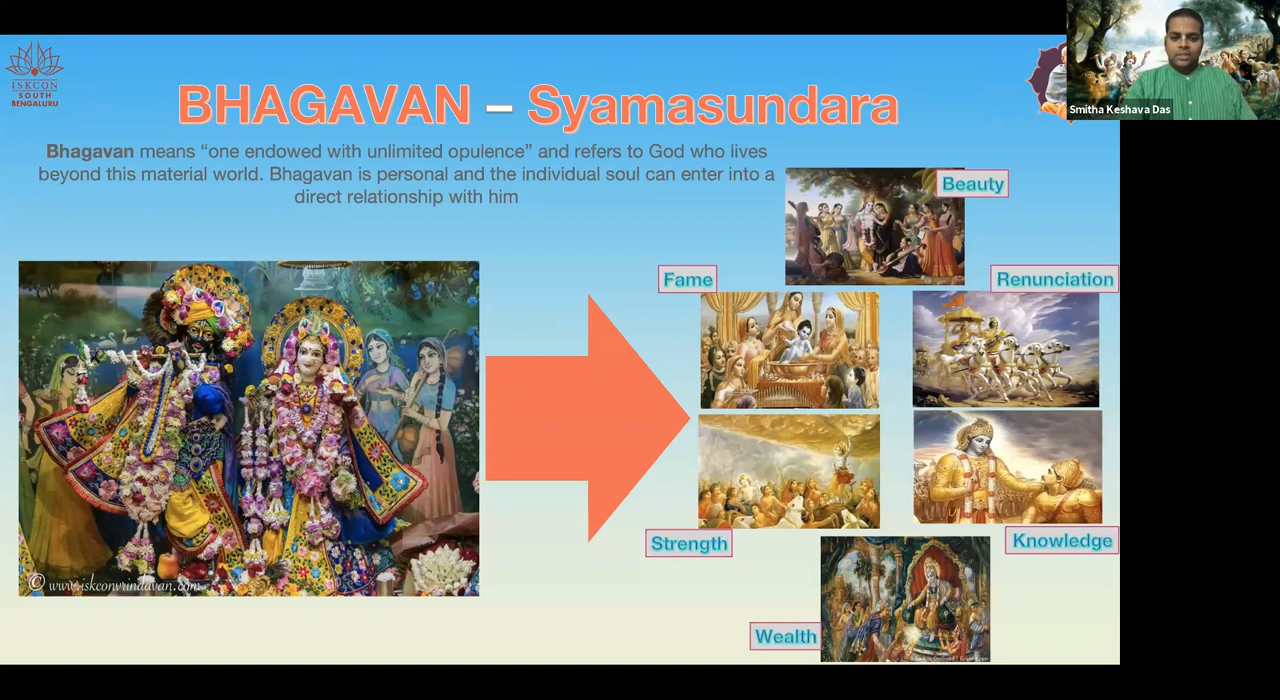 ISKCON
SOUTH
BENGALURU
BHAGAVAN – Syamasundara
Smitha Keshava Das
Bhagavan means “one endowed with unlimited opulence” and refers to God who lives
beyond this material world. Bhagavan is personal and the individual soul can enter into a
direct relationship with him
Beauty
Fame
Renunciation
Strength
Knowledge
Wealth
© www.iskconvrindavan.com